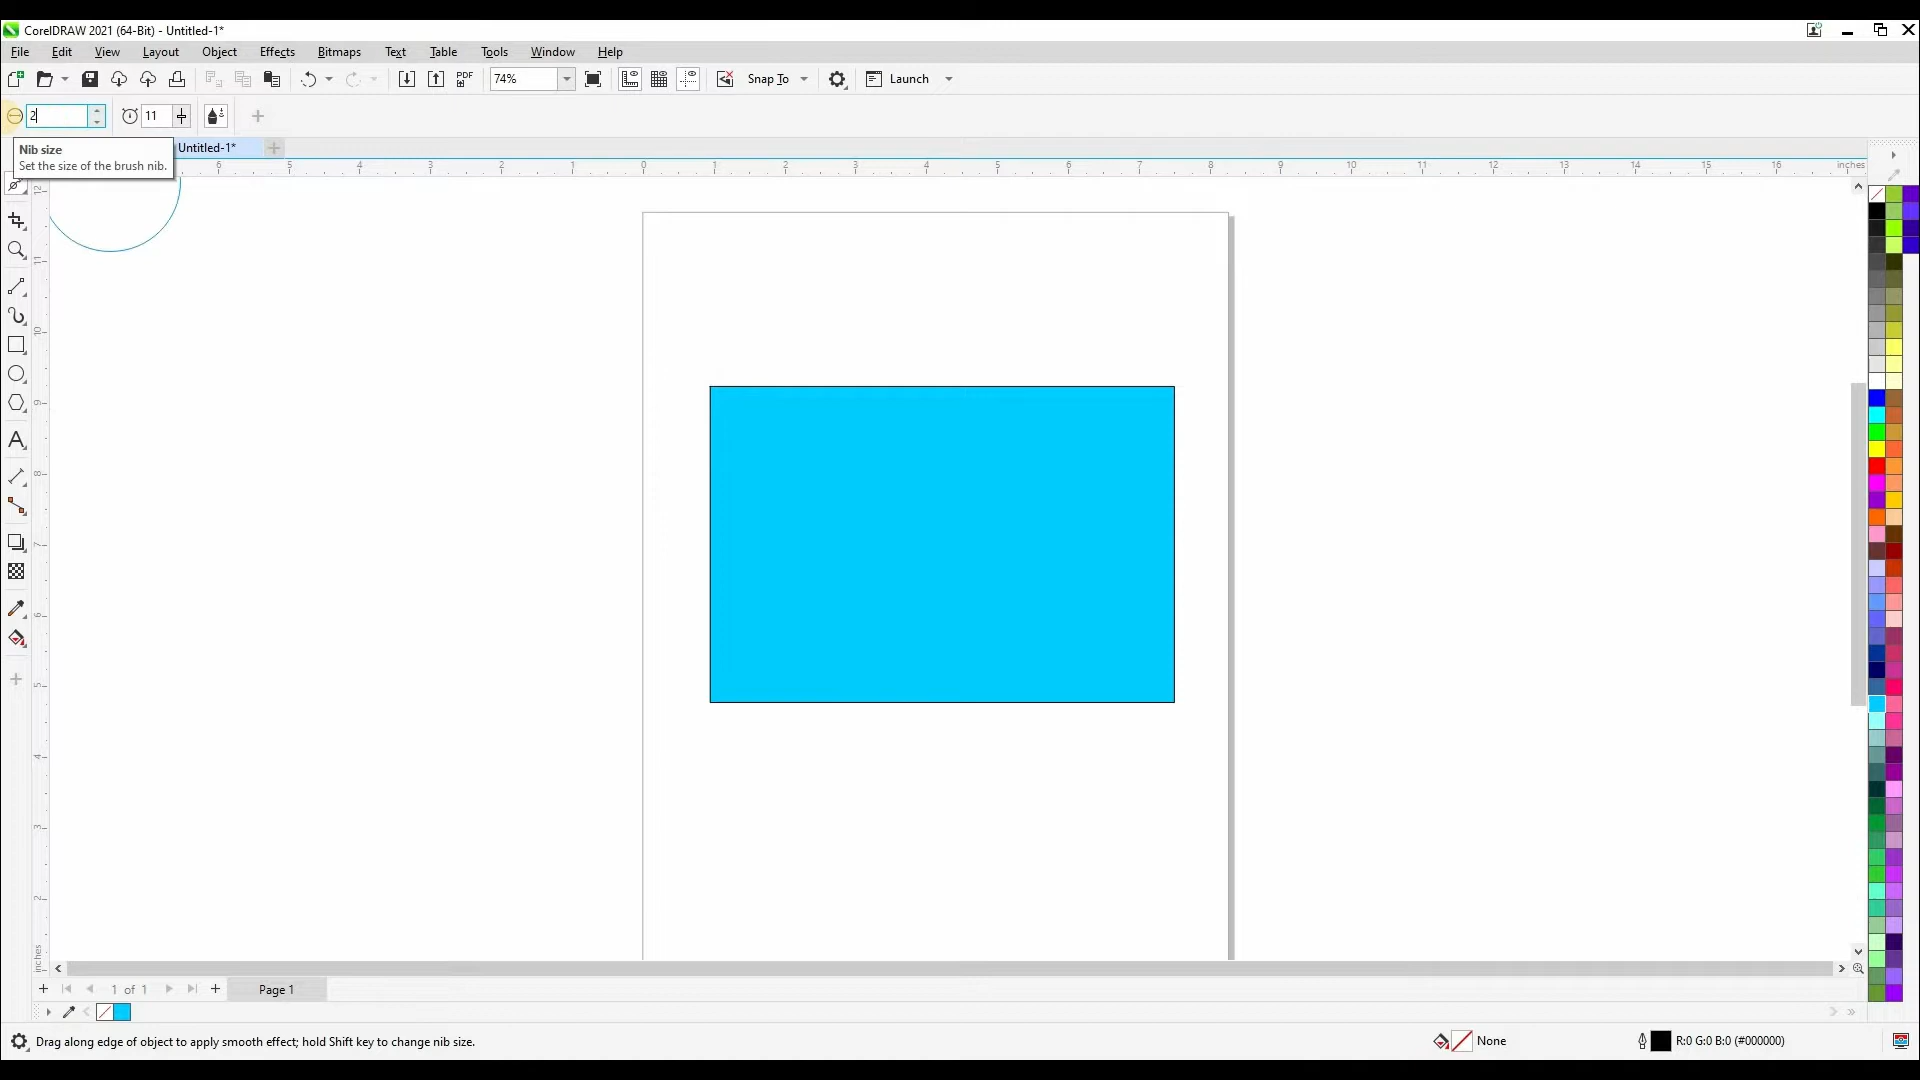 CorelDRAW 2021 (64-Bit) - Untitled-1*
File Edit View Layout Object Effects Bitmaps Text Table Tools Window Help
PDF 74% Snap To Launch
2 11
Nib size
Set the size of the brush nib.
Untitled-1*
6 5 4 3 2 1 0 1 2 3 4 5 6 7 8 9 10 11 12 13 14 15 16 inches
12
11
10
9
8
7
6
5
4
3
2
inches
1 of 1 Page 1
Drag along edge of object to apply smooth effect; hold Shift key to change nib size. None R:0 G:0 B:0 (#000000)